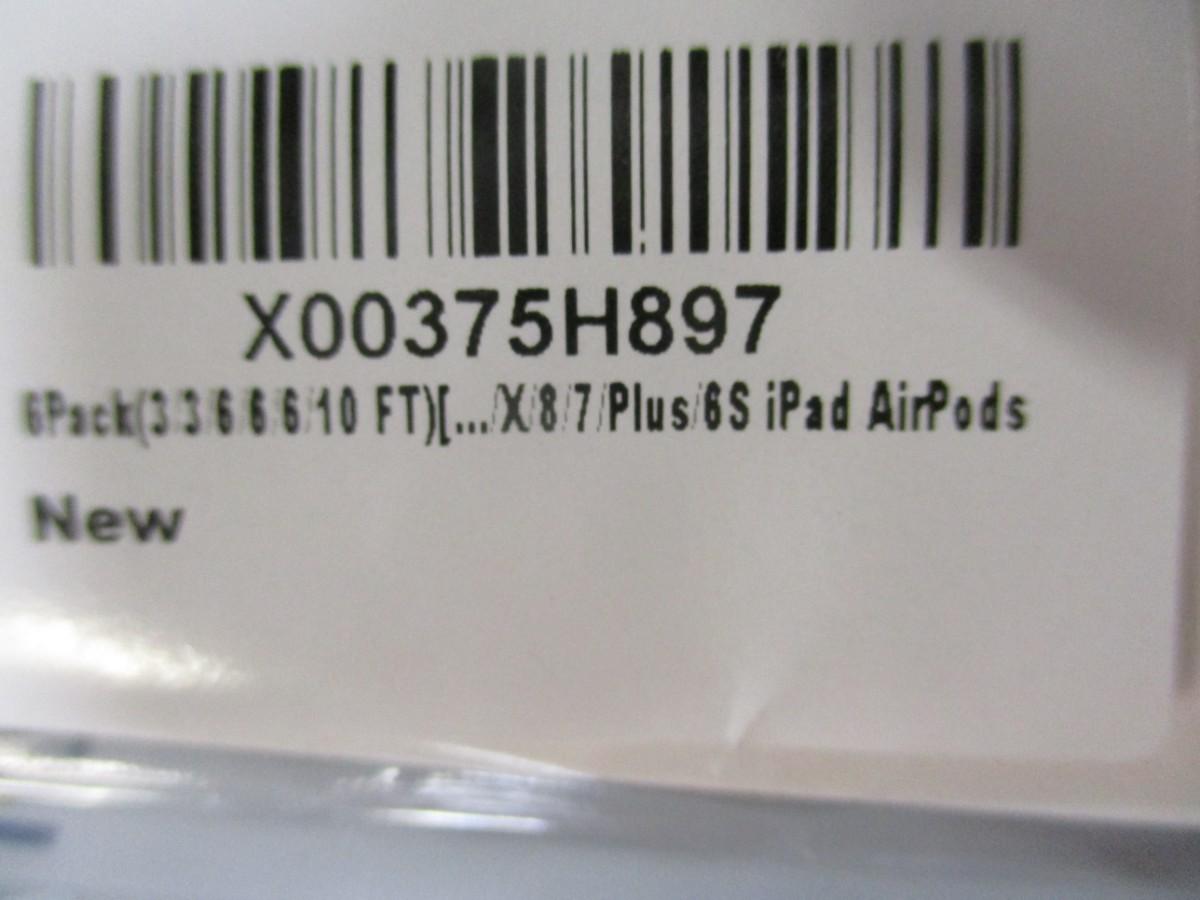 X00375H897
6Pack(3/3/6/6/6/10 FT)[.../X/8/7/Plus/6S iPad AirPods
New